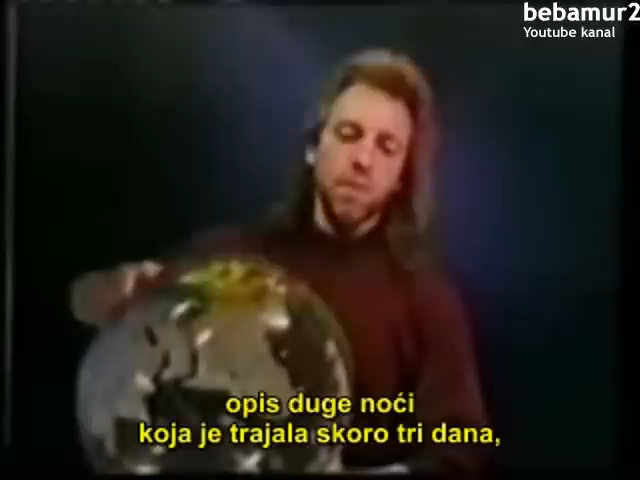 bebamur2
Youtube kanal
opis duge noći
koja je trajala skoro tri dana,